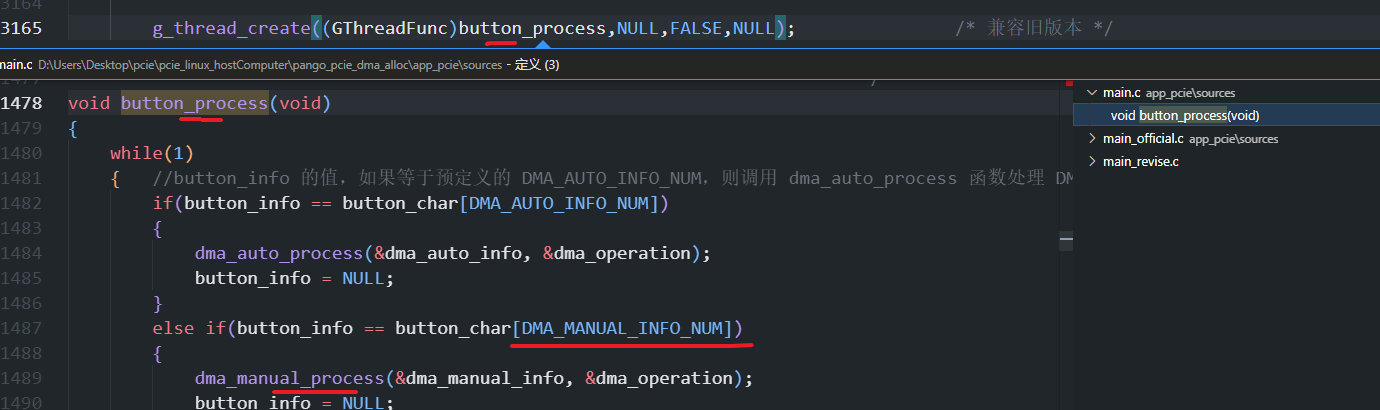 3164
3165 g_thread_create((GThreadFunc)button_process,NULL,FALSE,NULL); /* 兼容旧版本 */
main.c D:\Users\Desktop\pcie\pcie_linux_hostComputer\pango_pcie_dma_alloc\app_pcie\sources - 定义 (3)
1477 /
1478 void button_process(void)
1479 {
1480 while(1)
1481 { //button_info 的值，如果等于预定义的 DMA_AUTO_INFO_NUM，则调用 dma_auto_process 函数处理 DM
1482 if(button_info == button_char[DMA_AUTO_INFO_NUM])
1483 {
1484 dma_auto_process(&dma_auto_info, &dma_operation);
1485 button_info = NULL;
1486 }
1487 else if(button_info == button_char[DMA_MANUAL_INFO_NUM])
1488 {
1489 dma_manual_process(&dma_manual_info, &dma_operation);
1490 button_info = NULL;
main.c app_pcie\sources
void button_process(void)
main_official.c app_pcie\sources
main_revise.c